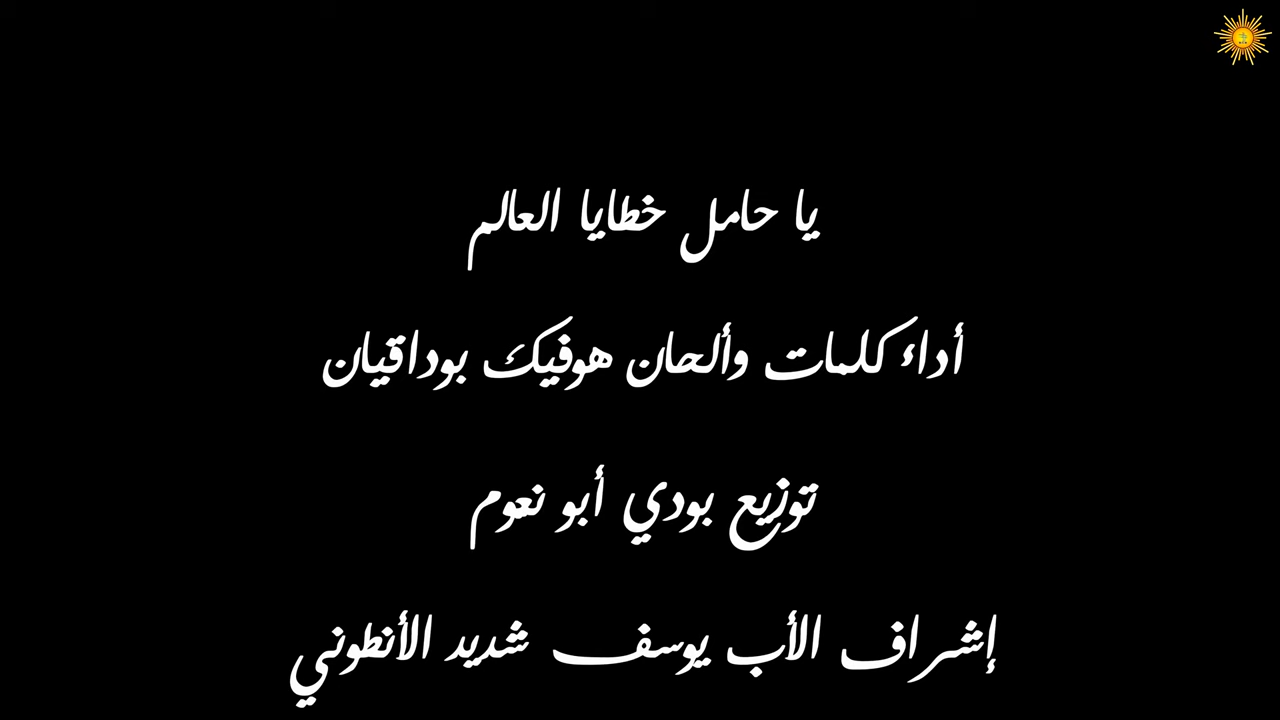 يا حامل خطايا العالم
أداء كلمات وألحان هوفيك بوداقيان
توزيع بودي أبو نعوم
إشراف الأب يوسف شديد الأنطوني